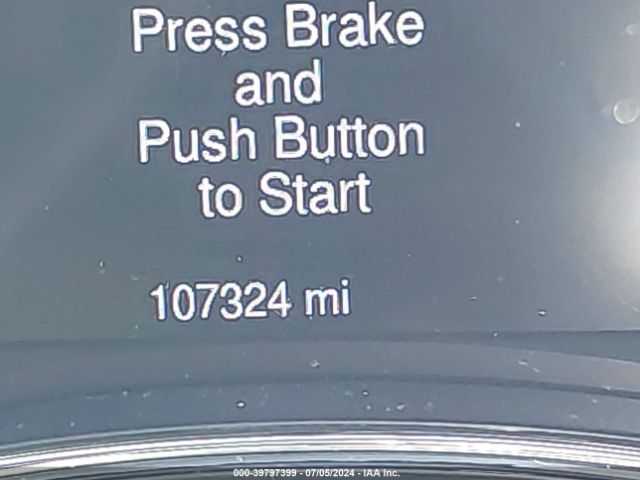 Press Brake
and
Push Button
to Start
107324 mi
000-39797399 - 07/05/2024 - IAA Inc.